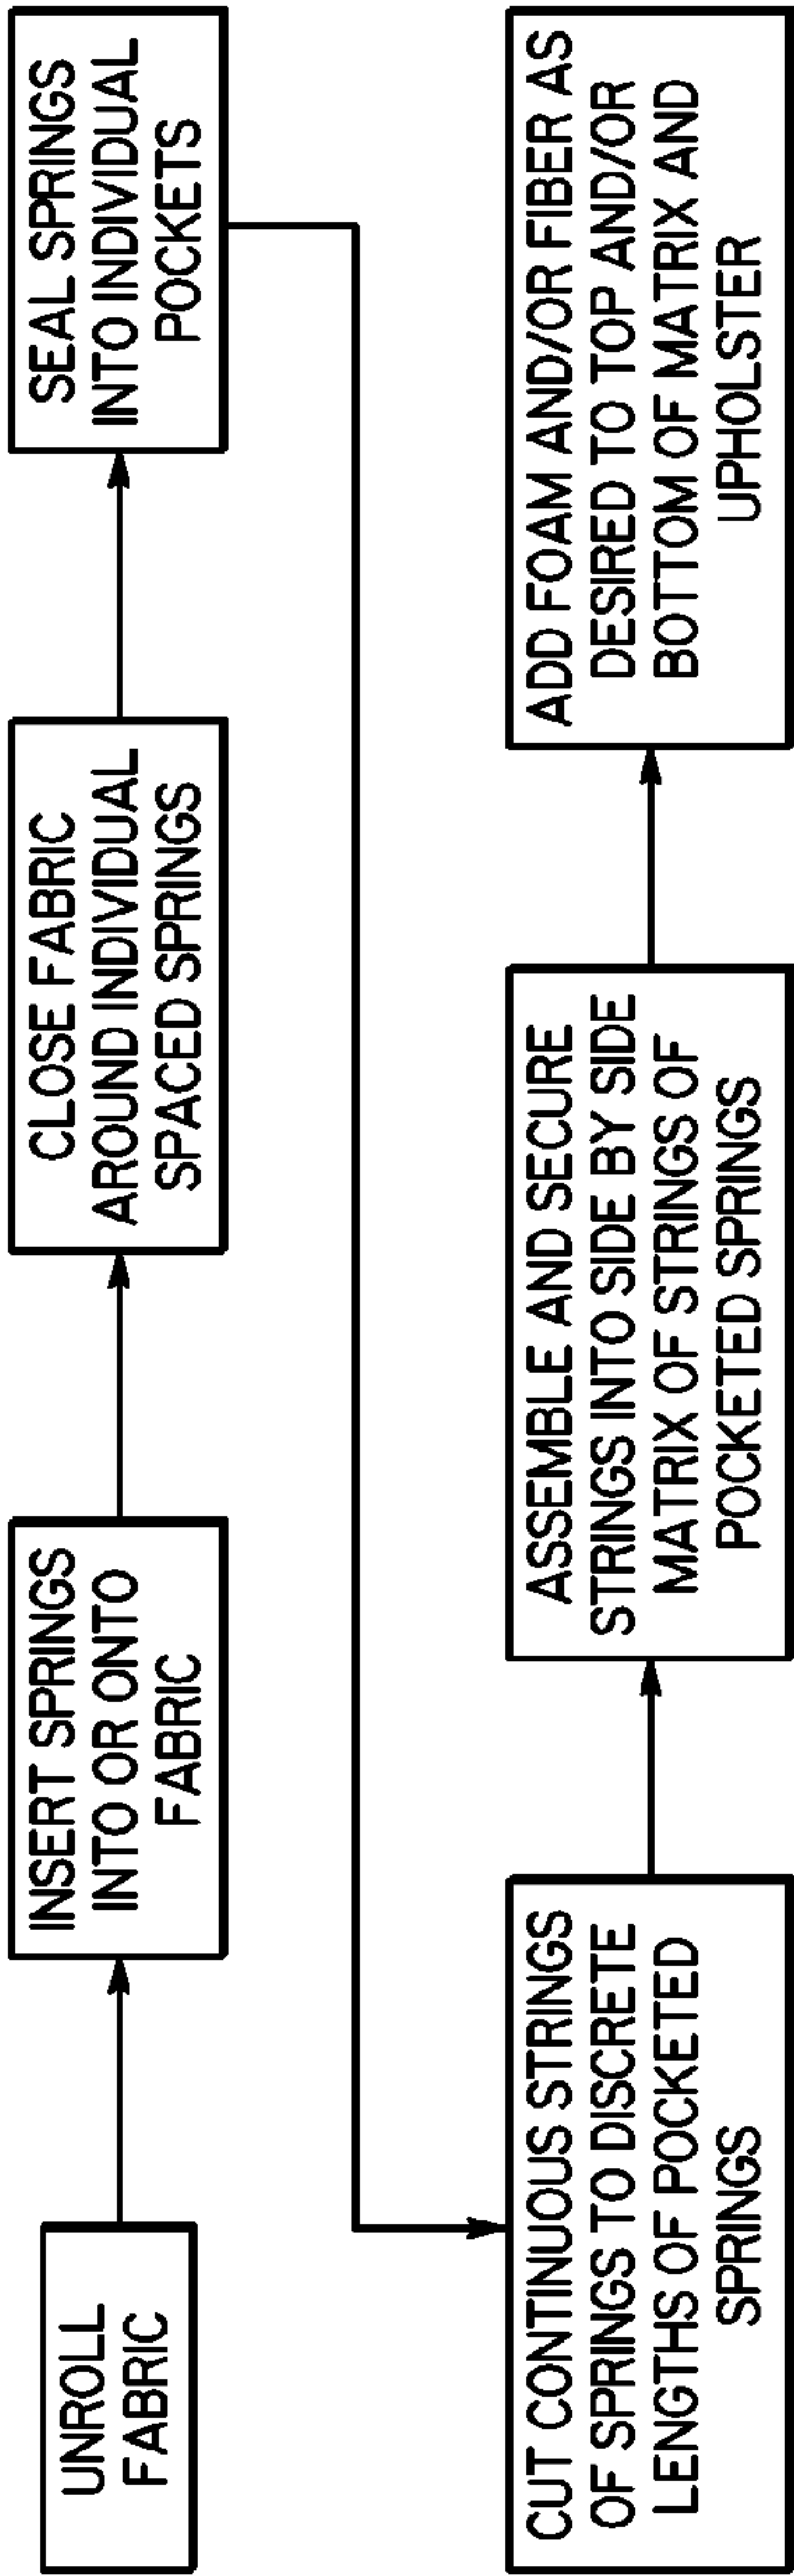 UNROLL
FABRIC
INSERT SPRINGS
INTO OR ONTO
FABRIC
CLOSE FABRIC
AROUND INDIVIDUAL
SPACED SPRINGS
SEAL SPRINGS
INTO INDIVIDUAL
POCKETS
CUT CONTINUOUS STRINGS
OF SPRINGS TO DISCRETE
LENGTHS OF POCKETED
SPRINGS
ASSEMBLE AND SECURE
STRINGS INTO SIDE BY SIDE
MATRIX OF STRINGS OF
POCKETED SPRINGS
ADD FOAM AND/OR FIBER AS
DESIRED TO TOP AND/OR
BOTTOM OF MATRIX AND
UPHOLSTER